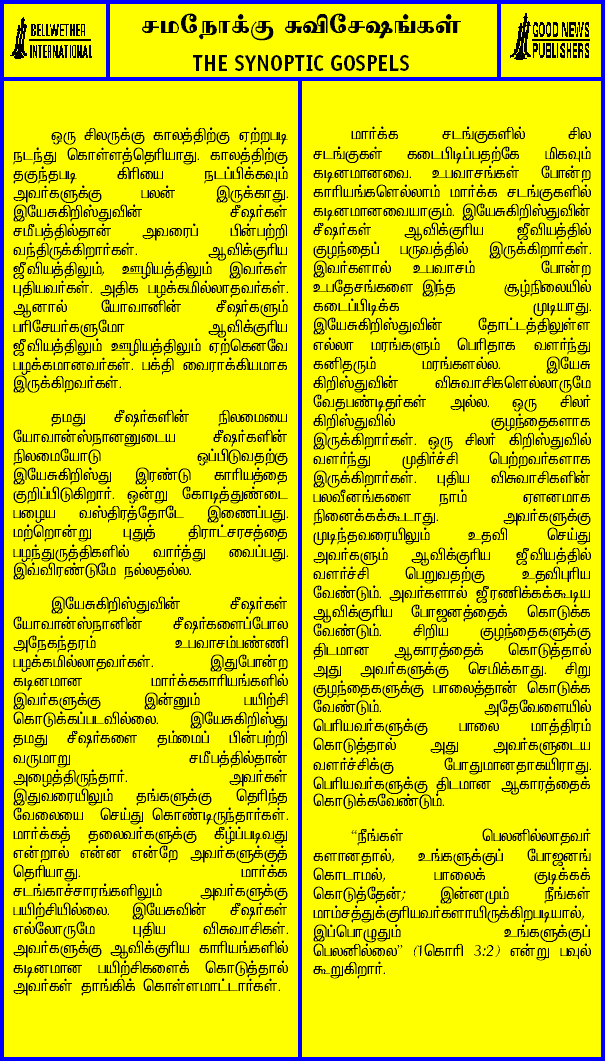 BELLWETHER
INTERNATIONAL
சமநோக்கு சுவிசேஷங்கள்
THE SYNOPTIC GOSPELS
GOOD NEWS
PUBLISHERS
ஒரு சிலருக்கு காலத்திற்கு ஏற்றபடி
நடந்து கொள்ளத்தெரியாது. காலத்திற்கு
தகுந்தபடி கிரியை நடப்பிக்கவும்
அவர்களுக்கு பலன் இருக்காது.
இயேசுகிறிஸ்துவின் சீஷர்கள்
சமீபத்தில்தான் அவரைப் பின்பற்றி
வந்திருக்கிறார்கள். ஆவிக்குரிய
ஜீவியத்திலும், ஊழியத்திலும் இவர்கள்
புதியவர்கள். அதிக பழக்கமில்லாதவர்கள்.
ஆனால் யோவானின் சீஷர்களும்
பரிசேயர்களுமோ ஆவிக்குரிய
ஜீவியத்திலும் ஊழியத்திலும் ஏற்கெனவே
பழக்கமானவர்கள். பக்தி வைராக்கியமாக
இருக்கிறவர்கள்.
தமது சீஷர்களின் நிலமையை
யோவான்ஸ்நானனுடைய சீஷர்களின்
நிலமையோடு ஒப்பிடுவதற்கு
இயேசுகிறிஸ்து இரண்டு காரியத்தை
குறிப்பிடுகிறார். ஒன்று கோடித்துண்டை
பழைய வஸ்திரத்தோடே இணைப்பது.
மற்றொன்று புதுத் திராட்சரசத்தை
பழந்துருத்திகளில் வார்த்து வைப்பது.
இவ்விரண்டுமே நல்லதல்ல.
இயேசுகிறிஸ்துவின் சீஷர்கள்
யோவான்ஸ்நானின் சீஷர்களைப்போல
அநேகந்தரம் உபவாசம்பண்ணி
பழக்கமில்லாதவர்கள். இதுபோன்ற
கடினமான மார்க்ககாரியங்களில்
இவர்களுக்கு இன்னும் பயிற்சி
கொடுக்கப்படவில்லை. இயேசுகிறிஸ்து
தமது சீஷர்களை தம்மைப் பின்பற்றி
வருமாறு சமீபத்தில்தான்
அழைத்திருந்தார். அவர்கள்
இதுவரையிலும் தங்களுக்கு தெரிந்த
வேலையை செய்து கொண்டிருந்தார்கள்.
மார்க்கத் தலைவர்களுக்கு கீழ்ப்படிவது
என்றால் என்ன என்றே அவர்களுக்குத்
தெரியாது. மார்க்க
சடங்காச்சாரங்களிலும் அவர்களுக்கு
பயிற்சியில்லை. இயேசுவின் சீஷர்கள்
எல்லோருமே புதிய விசுவாசிகள்.
அவர்களுக்கு ஆவிக்குரிய காரியங்களில்
கடினமான பயிற்சிகளைக் கொடுத்தால்
அவர்கள் தாங்கிக் கொள்ளமாட்டார்கள்.
மார்க்க சடங்குகளில் சில
சடங்குகள் கடைபிடிப்பதற்கே மிகவும்
கடினமானவை. உபவாசங்கள் போன்ற
காரியங்களெல்லாம் மார்க்க சடங்குகளில்
கடினமானவையாகும். இயேசுகிறிஸ்துவின்
சீஷர்கள் ஆவிக்குரிய ஜீவியத்தில்
குழந்தைப் பருவத்தில் இருக்கிறார்கள்.
இவர்களால் உபவாசம் போன்ற
உபதேசங்களை இந்த சூழ்நிலையில்
கடைப்பிடிக்க முடியாது.
இயேசுகிறிஸ்துவின் தோட்டத்திலுள்ள
எல்லா மரங்களும் பெரிதாக வளர்ந்து
கனிதரும் மரங்களல்ல. இயேசு
கிறிஸ்துவின் விசுவாசிகளெல்லாருமே
வேதபண்டிதர்கள் அல்ல. ஒரு சிலர்
கிறிஸ்துவில் குழந்தைகளாக
இருக்கிறார்கள். ஒரு சிலர் கிறிஸ்துவில்
வளர்ந்து முதிர்ச்சி பெற்றவர்களாக
இருக்கிறார்கள். புதிய விசுவாசிகளின்
பலவீனங்களை நாம் ஏளனமாக
நினைக்கக்கூடாது. அவர்களுக்கு
முடிந்தவரையிலும் உதவி செய்து
அவர்களும் ஆவிக்குரிய ஜீவியத்தில்
வளர்ச்சி பெறுவதற்கு உதவிபுரிய
வேண்டும். அவர்களால் ஜீரணிக்கக்கூடிய
ஆவிக்குரிய போஜனத்தைக் கொடுக்க
வேண்டும். சிறிய குழந்தைகளுக்கு
திடமான ஆகாரத்தைக் கொடுத்தால்
அது அவர்களுக்கு செமிக்காது. சிறு
குழந்தைகளுக்கு பாலைத்தான் கொடுக்க
வேண்டும். அதேவேளையில்
பெரியவர்களுக்கு பாலை மாத்திரம்
கொடுத்தால் அது அவர்களுடைய
வளர்ச்சிக்கு போதுமானதாகயிராது.
பெரியவர்களுக்கு திடமான ஆகாரத்தைக்
கொடுக்கவேண்டும்.
“நீங்கள் பெலனில்லாதவர்
களானதால், உங்களுக்குப் போஜனங்
கொடாமல், பாலைக் குடிக்கக்
கொடுத்தேன்; இன்னமும் நீங்கள்
மாம்சத்துக்குரியவர்களாயிருக்கிறபடியால்,
இப்பொழுதும் உங்களுக்குப்
பெலனில்லை” (1கொரி 3:2) என்று பவுல்
கூறுகிறார்.